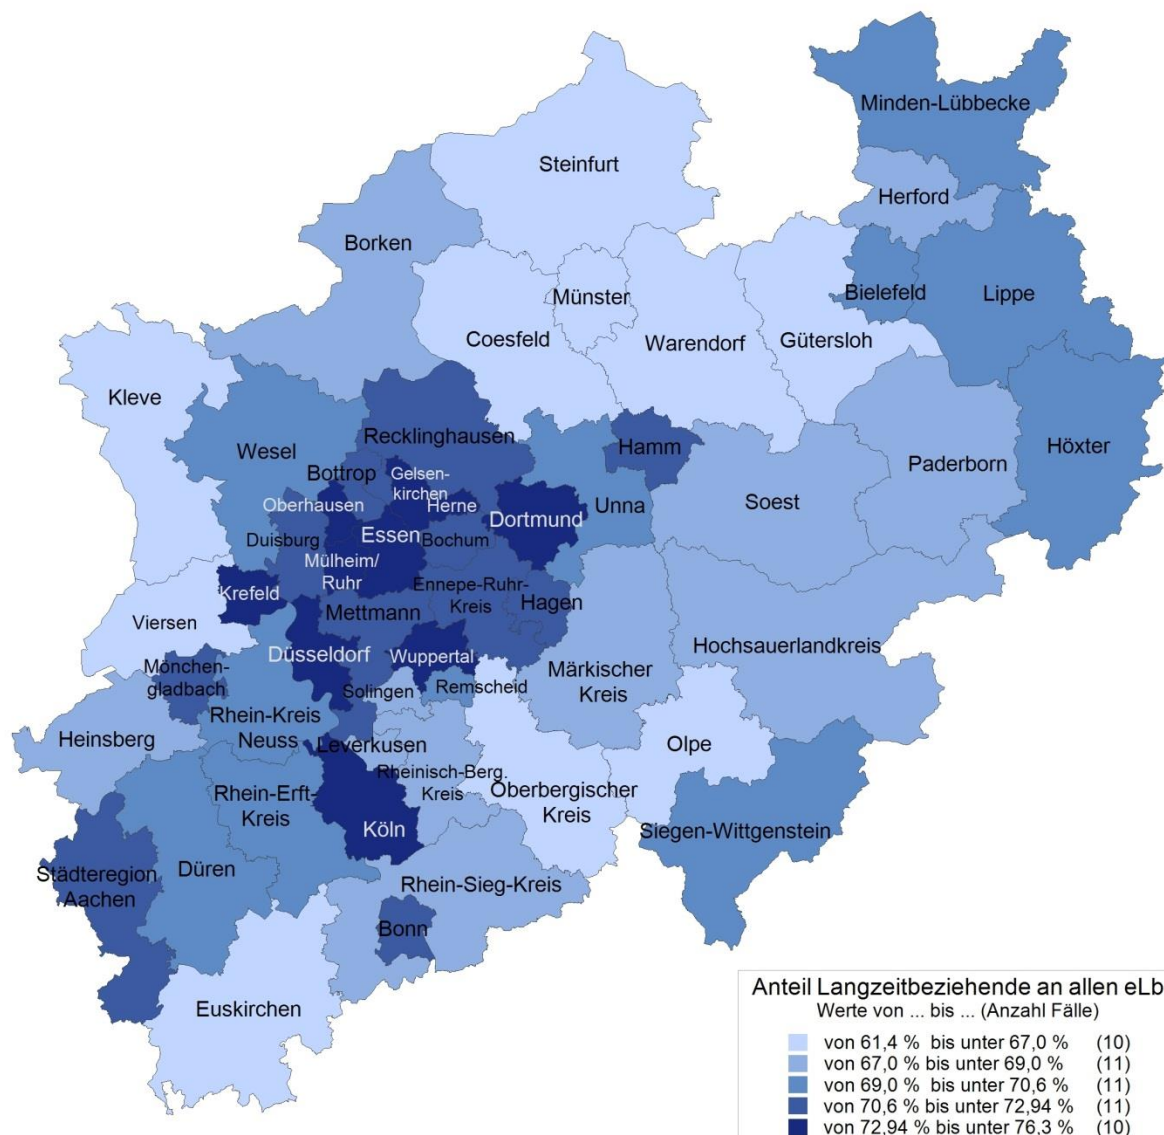 Minden-Lübbecke
Steinfurt
Herford
Borken
Münster
Bielefeld
Lippe
Coesfeld
Warendorf
Gütersloh
Kleve
Recklinghausen
Hamm
Wesel
Bottrop
Gelsen-
kirchen
Paderborn
Höxter
Oberhausen
Herne
Unna
Soest
Dortmund
Duisburg
Essen
Bochum
Mülheim/
Ruhr
Krefeld
Ennepe-Ruhr-
Kreis
Hagen
Mettmann
Viersen
Hochsauerlandkreis
Düsseldorf
Wuppertal
Mönchen-
gladbach
Märkischer
Kreis
Solingen
Remscheid
Rhein-Kreis
Neuss
Heinsberg
Leverkusen
Olpe
Rheinisch-Berg.
Kreis
Rhein-Erft-
Kreis
Oberbergischer
Kreis
Köln
Siegen-Wittgenstein
Düren
Städteregion
Aachen
Rhein-Sieg-Kreis
Bonn
Euskirchen
Anteil Langzeitbeziehende an allen eLb
Werte von ... bis ... (Anzahl Fälle)
von 61,4 % bis unter 67,0 % (10)
von 67,0 % bis unter 69,0 % (11)
von 69,0 % bis unter 70,6 % (11)
von 70,6 % bis unter 72,94 % (11)
von 72,94 % bis unter 76,3 % (10)